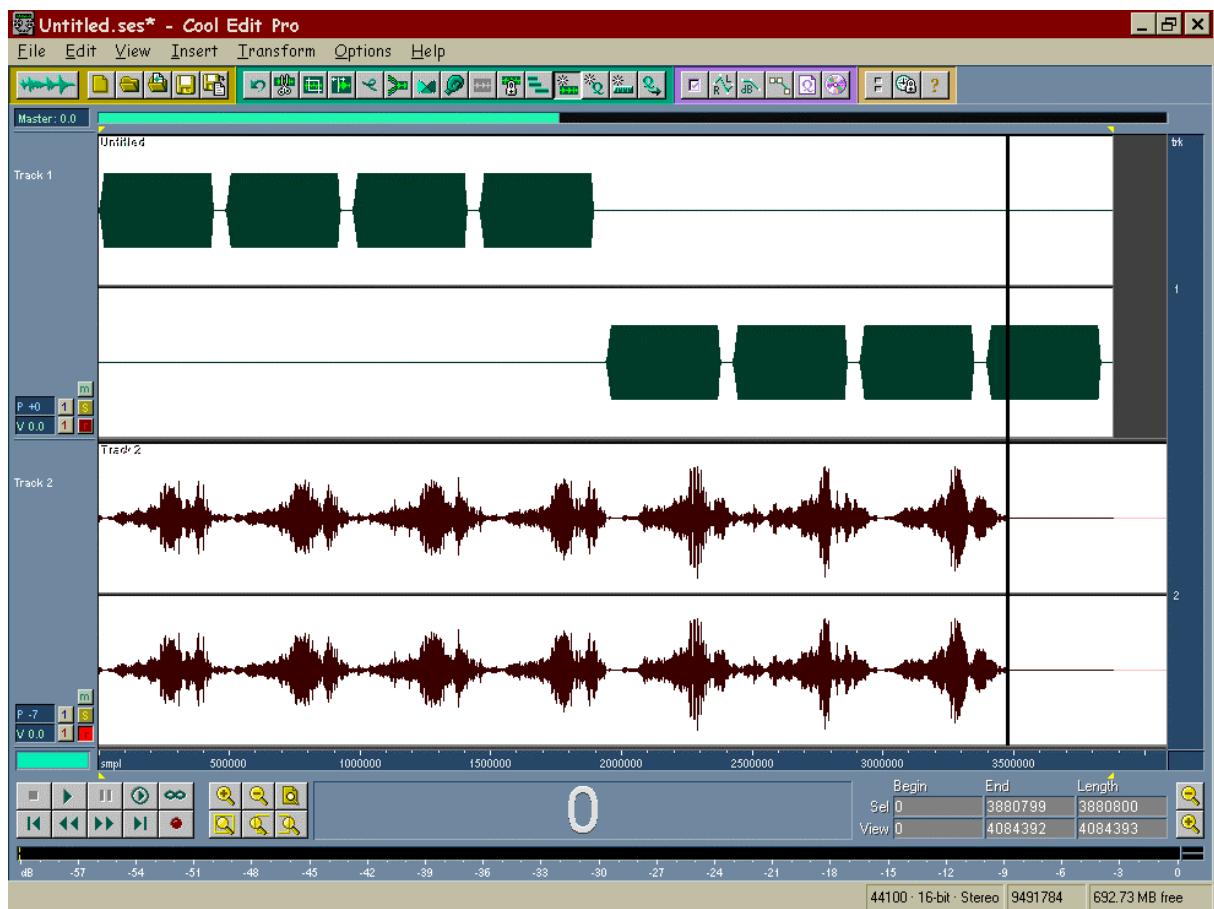 Untitled.ses* - Cool Edit Pro
File Edit View Insert Transform Options Help
R L dB F ?
Master: 0.0
Untitled trk
Track 1
1
m
P +0 1 S
V 0.0 1 r
Track 2
Track 2
2
m
P -7 1 S
V 0.0 1 r
smpl 500000 1000000 1500000 2000000 2500000 3000000 3500000
Begin End Length
Sel 0 3880799 3880800
0
View 0 4084392 4084393
dB -57 -54 -51 -48 -45 -42 -39 -36 -33 -30 -27 -24 -21 -18 -15 -12 -9 -6 -3 0
44100 · 16-bit · Stereo 9491784 692.73 MB free